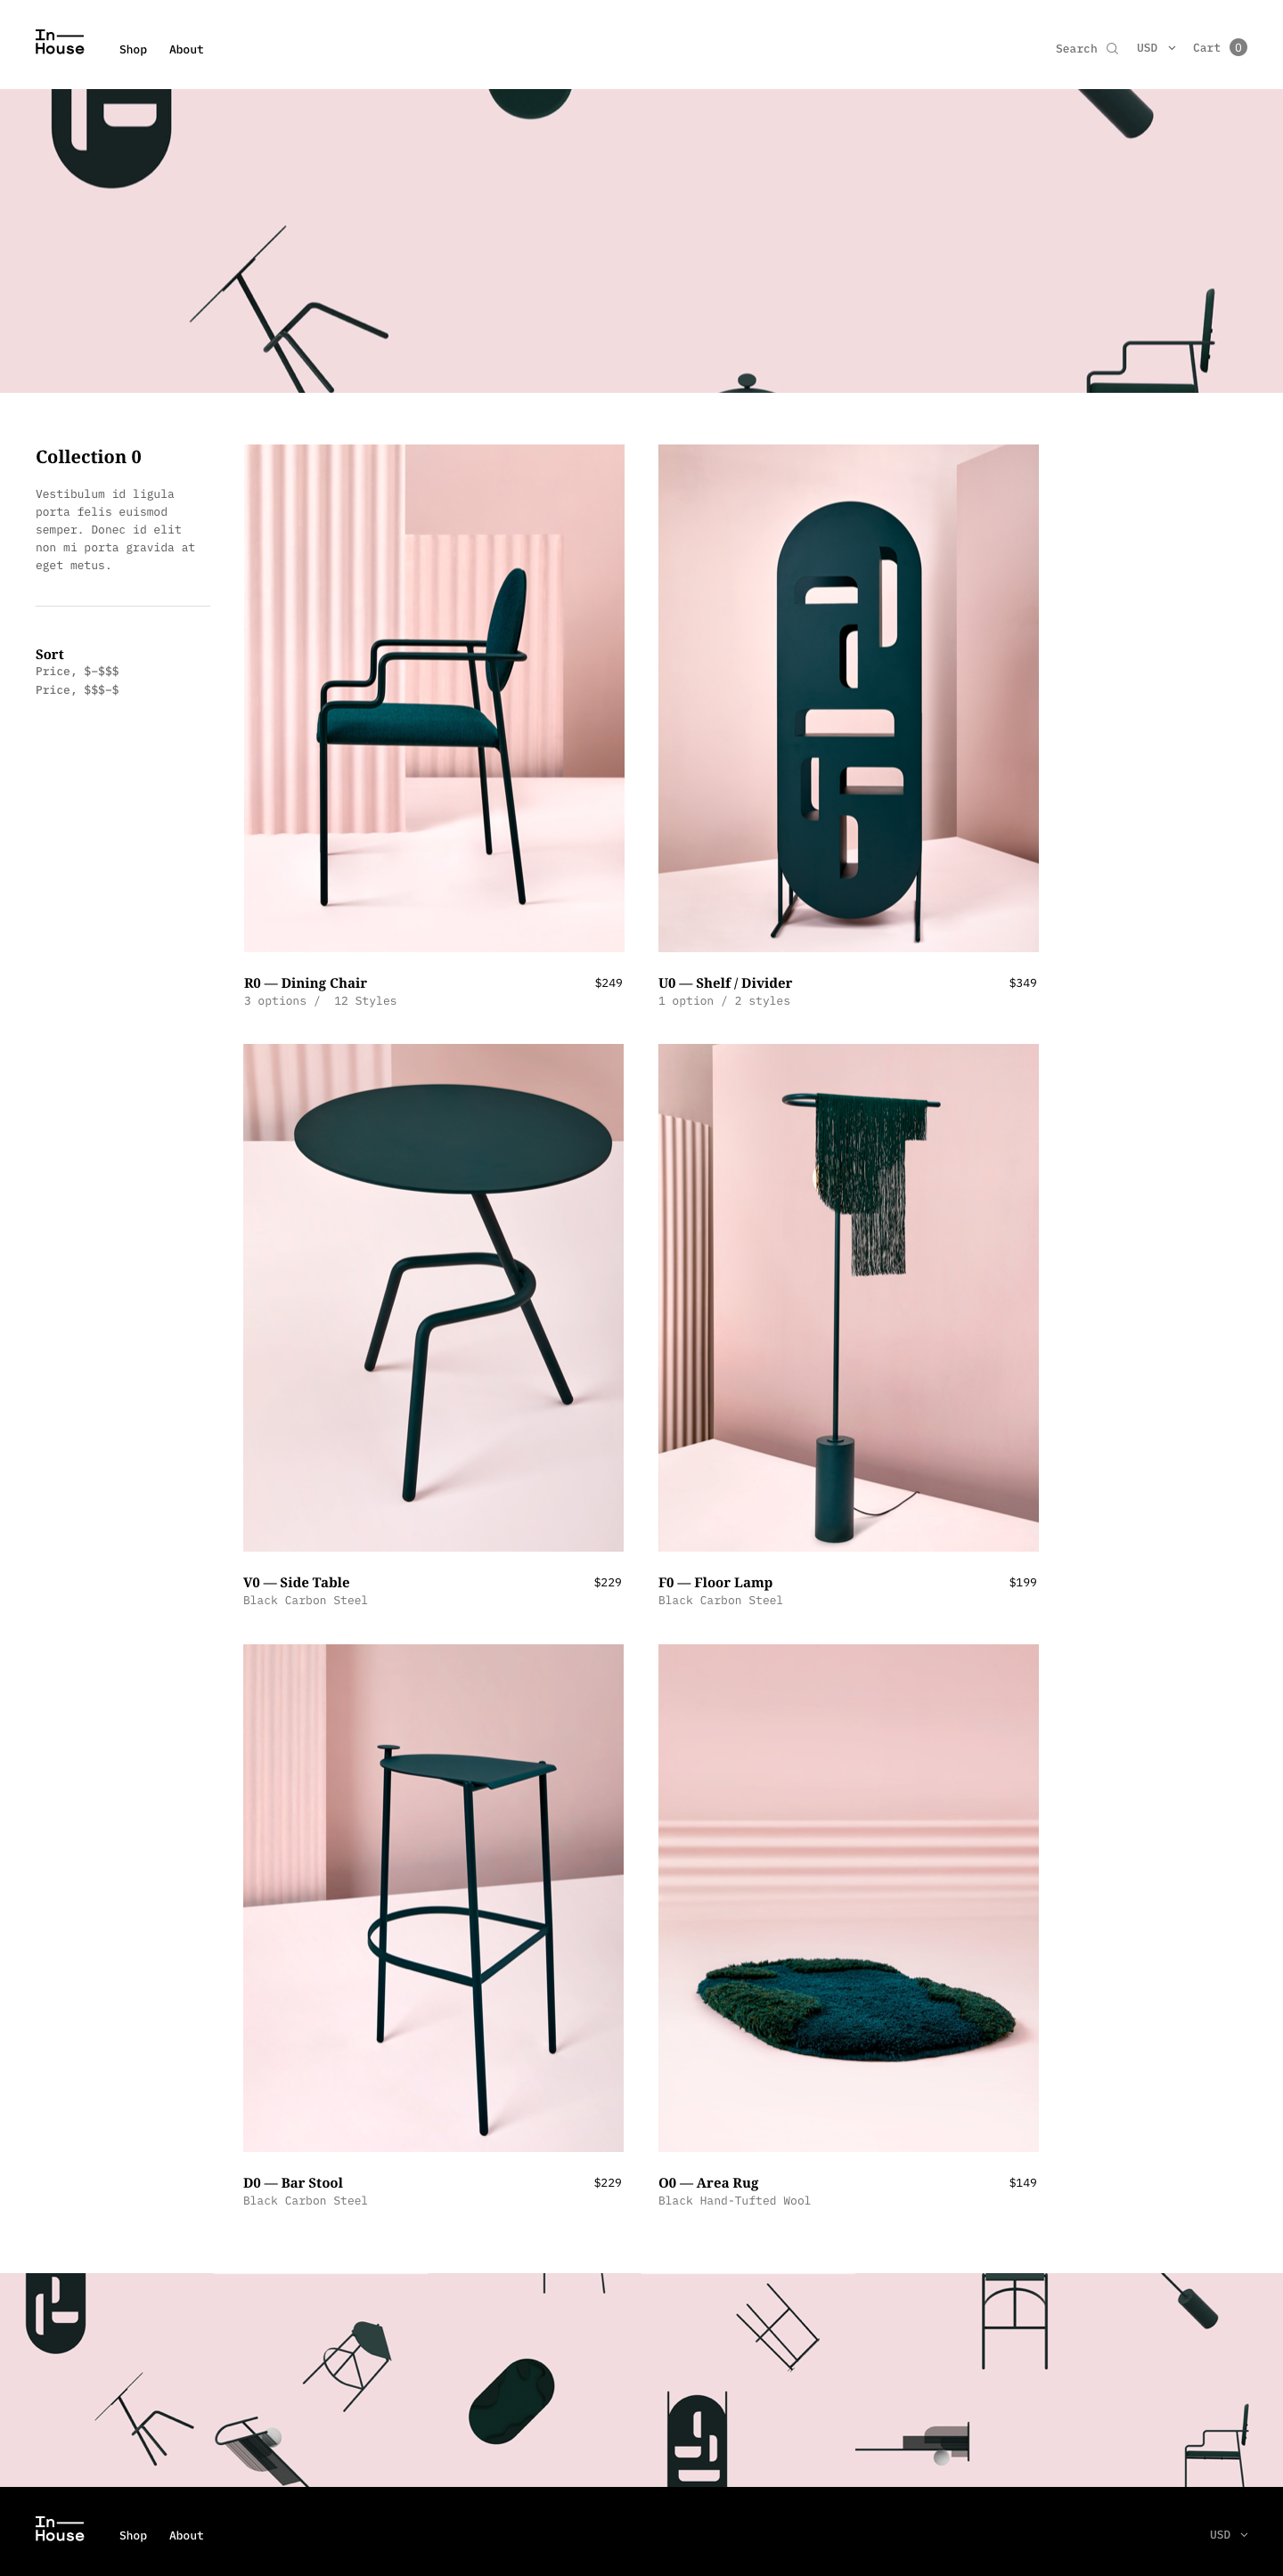 In
House
Shop About
Search USD Cart 0
Collection 0
Vestibulum id ligula
porta felis euismod
semper. Donec id elit
non mi porta gravida at
eget metus.
Sort
Price, $–$$$
Price, $$$–$
R0 — Dining Chair $249
3 options / 12 Styles
U0 — Shelf / Divider $349
1 option / 2 styles
V0 — Side Table $229
Black Carbon Steel
F0 — Floor Lamp $199
Black Carbon Steel
D0 — Bar Stool $229
Black Carbon Steel
O0 — Area Rug $149
Black Hand-Tufted Wool
In
House
Shop About
USD